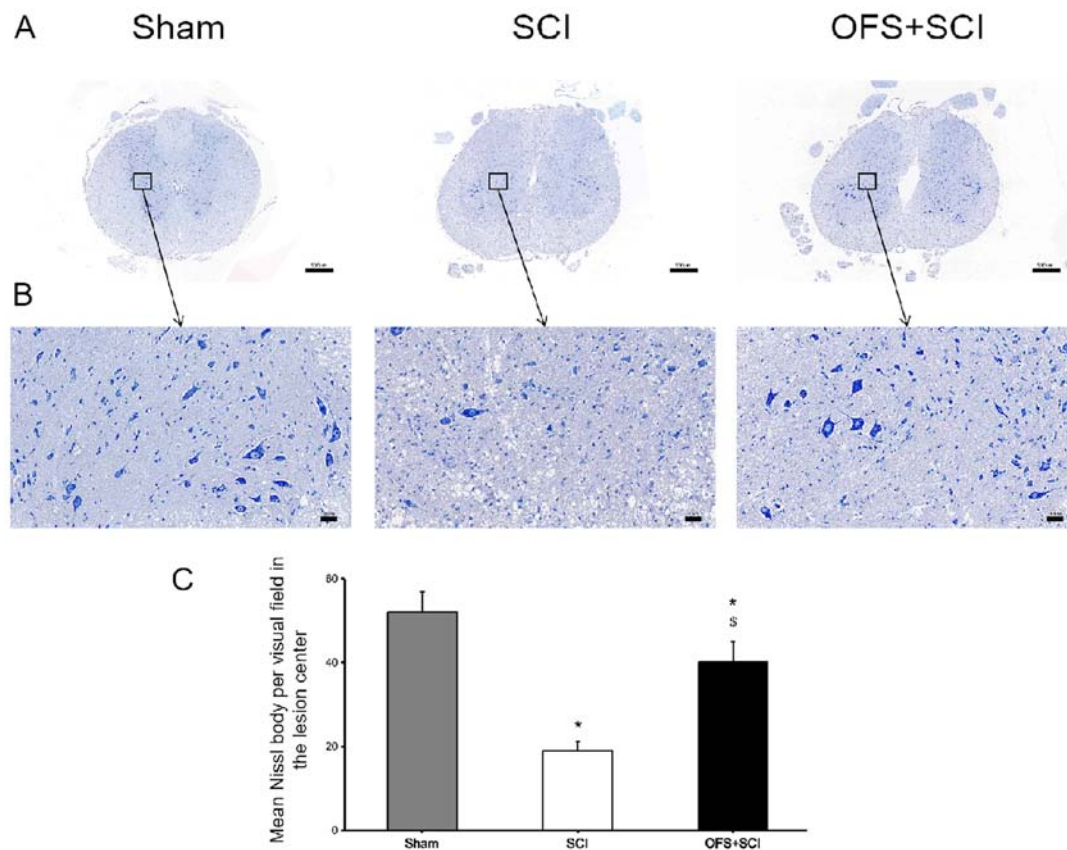 A
Sham
SCI
OFS+SCI
B
C
Mean Nissl body per visual field in
the lesion center
60
40
20
0
*
*
$
Sham
SCI
OFS+SCI